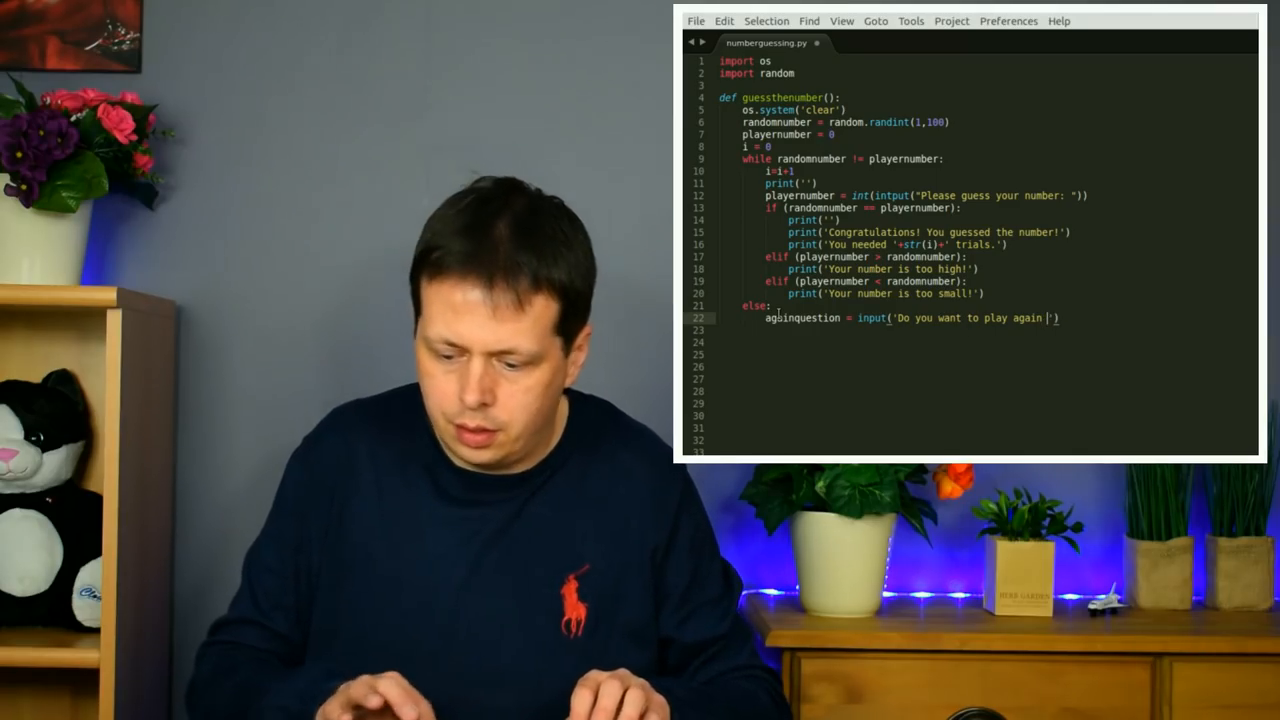 File Edit Selection Find View Goto Tools Project Preferences Help
numberguessing.py
1 import os
2 import random
3
4 def guessthenumber():
5 os.system('clear')
6 randomnumber = random.randint(1,100)
7 playernumber = 0
8 i = 0
9 while randomnumber != playernumber:
10 i=i+1
11 print('')
12 playernumber = int(intput("Please guess your number: "))
13 if (randomnumber == playernumber):
14 print('')
15 print('Congratulations! You guessed the number!')
16 print('You needed '+str(i)+' trials.')
17 elif (playernumber > randomnumber):
18 print('Your number is too high!')
19 elif (playernumber < randomnumber):
20 print('Your number is too small!')
21 else:
22 againquestion = input('Do you want to play again ')
23
24
25
26
27
28
29
30
31
32
33
HERB GARDEN